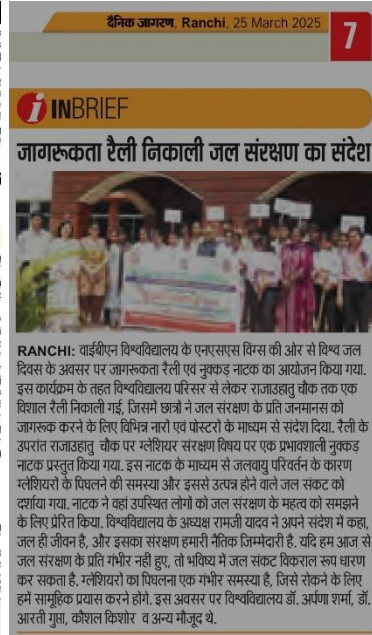 दैनिक जागरण, Ranchi, 25 March 2025
7
i INBRIEF
जागरूकता रैली निकाली जल संरक्षण का संदेश
RANCHI: वाईबीएन विश्वविद्यालय के एनएसएस विंग्स की ओर से विश्व जल
दिवस के अवसर पर जागरूकता रैली एवं नुक्कड़ नाटक का आयोजन किया गया.
इस कार्यक्रम के तहत विश्वविद्यालय परिसर से लेकर राजाउहातु चौक तक एक
विशाल रैली निकाली गई, जिसमें छात्रों ने जल संरक्षण के प्रति जनमानस को
जागरूक करने के लिए विभिन्न नारों एवं पोस्टरों के माध्यम से संदेश दिया. रैली के
उपरांत राजाउहातु चौक पर ग्लेशियर संरक्षण विषय पर एक प्रभावशाली नुक्कड़
नाटक प्रस्तुत किया गया. इस नाटक के माध्यम से जलवायु परिवर्तन के कारण
ग्लेशियरों के पिघलने की समस्या और इससे उत्पन्न होने वाले जल संकट को
दर्शाया गया. नाटक ने वहां उपस्थित लोगों को जल संरक्षण के महत्व को समझने
के लिए प्रेरित किया. विश्वविद्यालय के अध्यक्ष रामजी यादव ने अपने संदेश में कहा,
जल ही जीवन है, और इसका संरक्षण हमारी नैतिक जिम्मेदारी है. यदि हम आज से
जल संरक्षण के प्रति गंभीर नहीं हुए, तो भविष्य में जल संकट विकराल रूप धारण
कर सकता है. ग्लेशियरों का पिघलना एक गंभीर समस्या है, जिसे रोकने के लिए
हमें सामूहिक प्रयास करने होंगे. इस अवसर पर विश्वविद्यालय डॉ. अर्पणा शर्मा, डॉ.
आरती गुप्ता, कौशल किशोर व अन्य मौजूद थे.